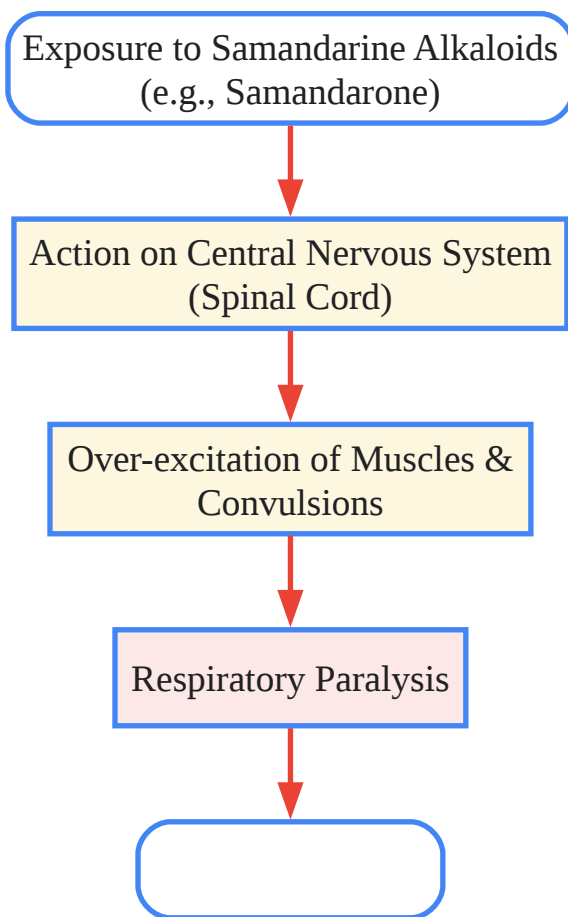 Exposure to Samandarine Alkaloids
(e.g., Samandarone)
Action on Central Nervous System
(Spinal Cord)
Over-excitation of Muscles &
Convulsions
Respiratory Paralysis